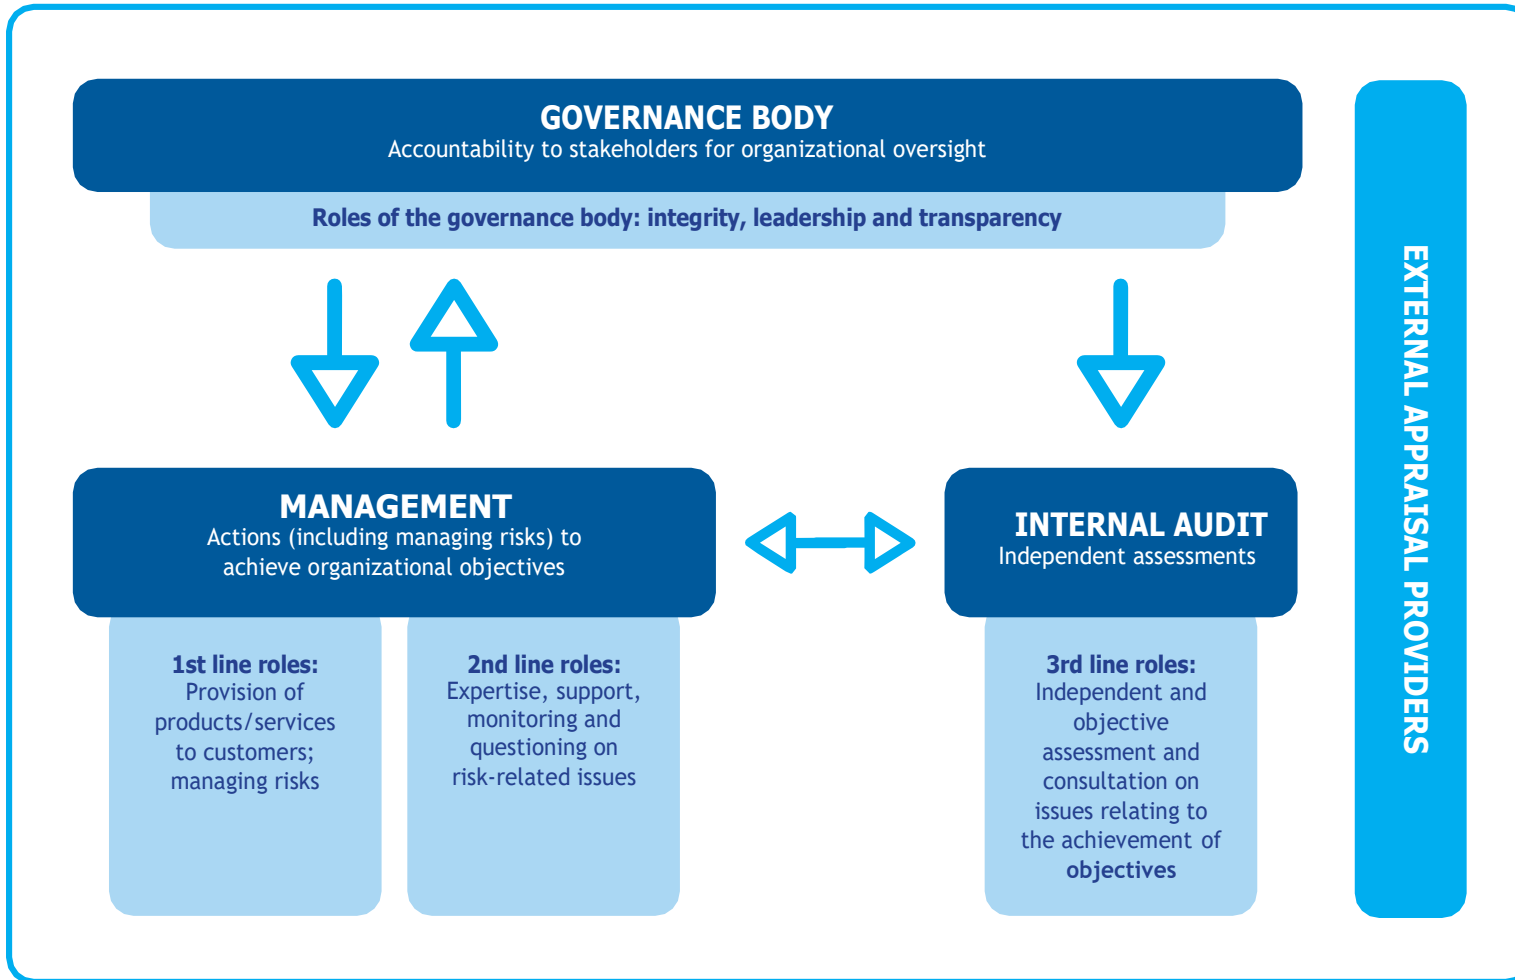 GOVERNANCE BODY
Accountability to stakeholders for organizational oversight
Roles of the governance body: integrity, leadership and transparency
MANAGEMENT
Actions (including managing risks) to
achieve organizational objectives
INTERNAL AUDIT
Independent assessments
1st line roles:
Provision of
products/services
to customers;
managing risks
2nd line roles:
Expertise, support,
monitoring and
questioning on
risk-related issues
3rd line roles:
Independent and
objective
assessment and
consultation on
issues relating to
the achievement of
objectives
EXTERNAL APPRAISAL PROVIDERS